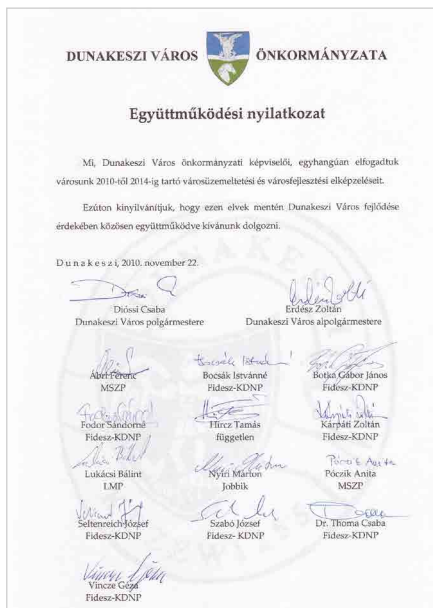 DUNAKESZI VÁROS ÖNKORMÁNYZATA
Együttműködési nyilatkozat
Mi, Dunakeszi Város önkormányzati képviselői, egyhangúan elfogadtuk
városunk 2010-től 2014-ig tartó városüzemeltetési és városfejlesztési elképzeléseit.
Ezúton kinyilvánítjuk, hogy ezen elvek mentén Dunakeszi Város fejlődése
érdekében közösen együttműködve kívánunk dolgozni.
D u n a k e s z i, 2010. november 22.
Dióssi Csaba Erdész Zoltán
Dunakeszi Város polgármestere Dunakeszi Város alpolgármestere
Ábri Ferenc Bocsák Istvánné Botka Gábor János
MSZP Fidesz-KDNP Fidesz-KDNP
Fodor Sándorné Hircz Tamás Kárpáti Zoltán
Fidesz-KDNP független Fidesz-KDNP
Póczik Anita
Lukácsi Bálint Nyíri Márton Póczik Anita
LMP Jobbik MSZP
Seltenreich József Szabó József Dr. Thoma Csaba
Fidesz-KDNP Fidesz- KDNP Fidesz-KDNP
Vincze Géza
Fidesz-KDNP